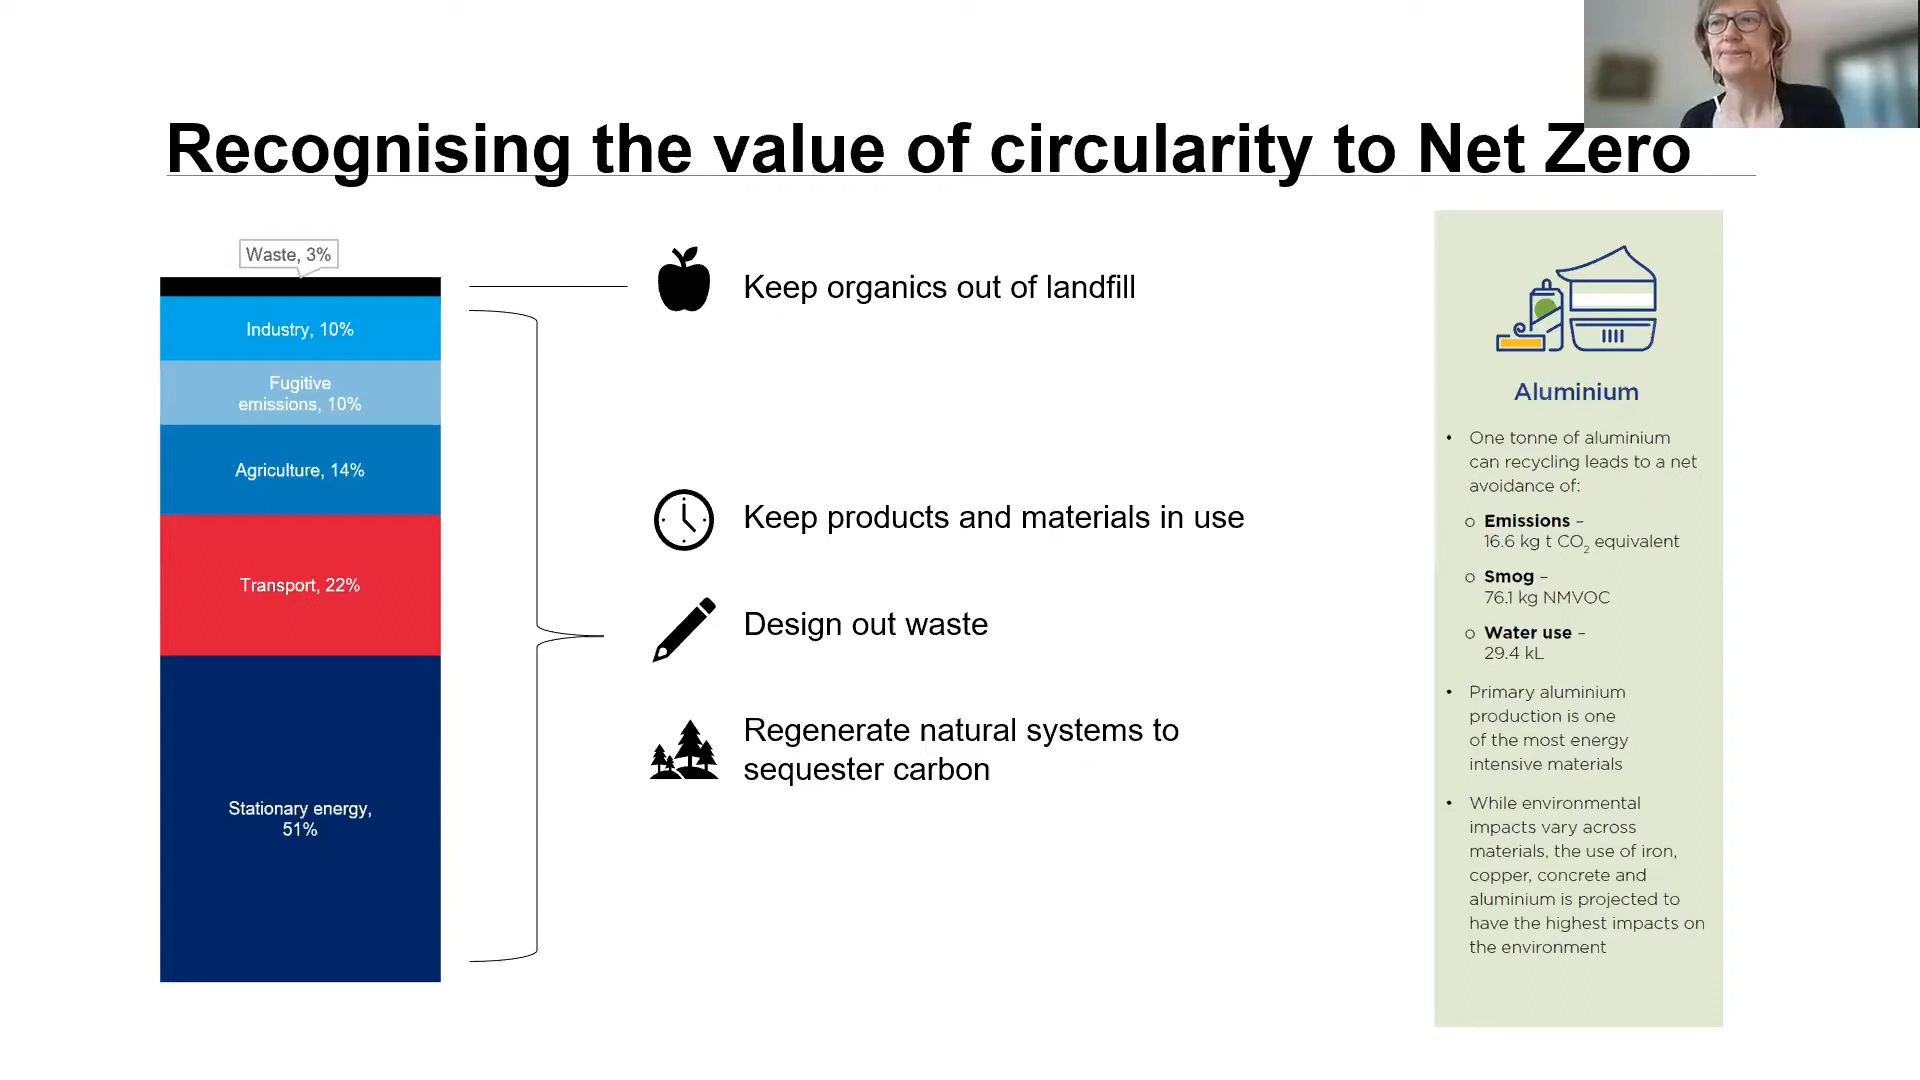 Recognising the value of circularity to Net Zero
Waste, 3%
Industry, 10%
Fugitive
emissions, 10%
Agriculture, 14%
Transport, 22%
Stationary energy,
51%
Keep organics out of landfill
Keep products and materials in use
Design out waste
Regenerate natural systems to
sequester carbon
Aluminium
• One tonne of aluminium
can recycling leads to a net
avoidance of:
o Emissions –
16.6 kg t CO₂ equivalent
o Smog –
76.1 kg NMVOC
o Water use –
29.4 kL
• Primary aluminium
production is one
of the most energy
intensive materials
• While environmental
impacts vary across
materials, the use of iron,
copper, concrete and
aluminium is projected to
have the highest impacts on
the environment